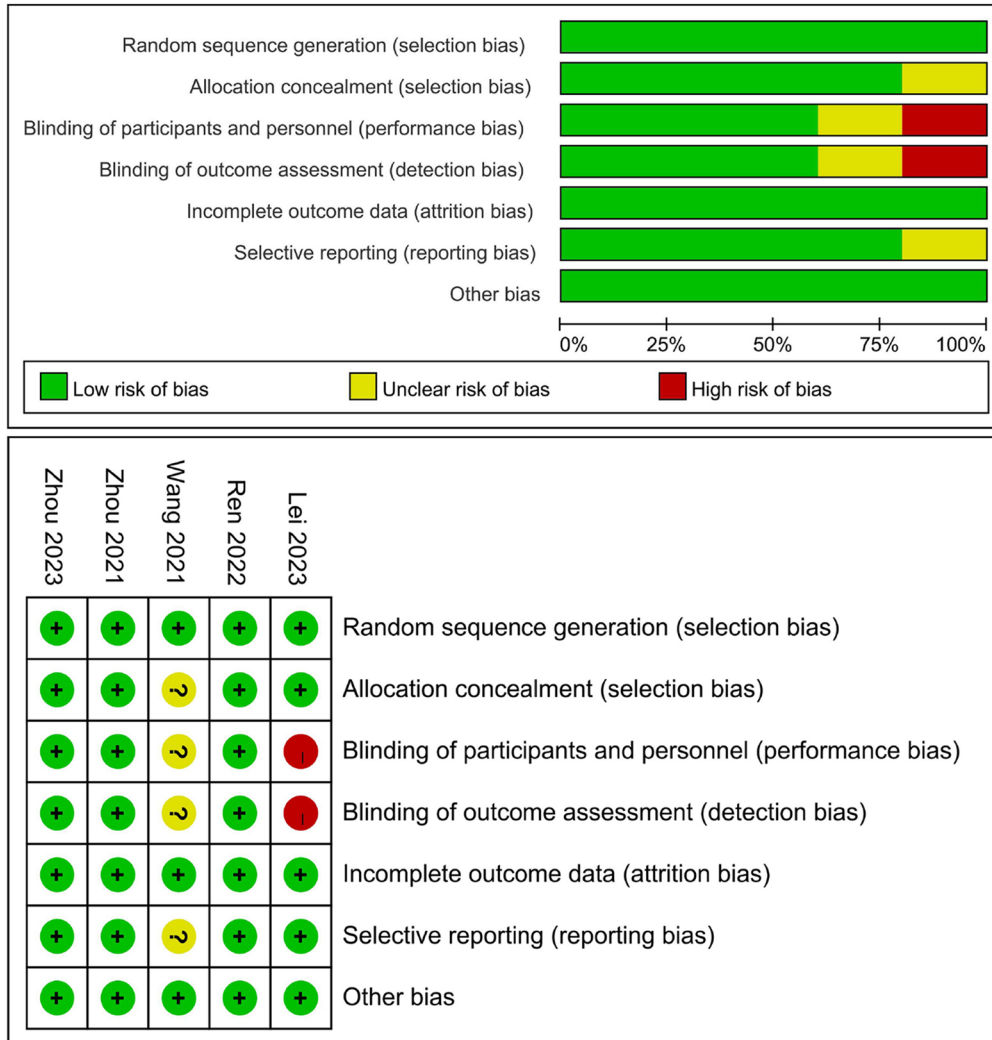 Random sequence generation (selection bias)
Allocation concealment (selection bias)
Blinding of participants and personnel (performance bias)
Blinding of outcome assessment (detection bias)
Incomplete outcome data (attrition bias)
Selective reporting (reporting bias)
Other bias
0% 25% 50% 75% 100%
Low risk of bias Unclear risk of bias High risk of bias
Zhou 2023
Zhou 2021
Wang 2021
Ren 2022
Lei 2023
+ + + + + Random sequence generation (selection bias)
+ + ? + + Allocation concealment (selection bias)
+ + ? + – Blinding of participants and personnel (performance bias)
+ + ? + – Blinding of outcome assessment (detection bias)
+ + + + + Incomplete outcome data (attrition bias)
+ + ? + + Selective reporting (reporting bias)
+ + + + + Other bias